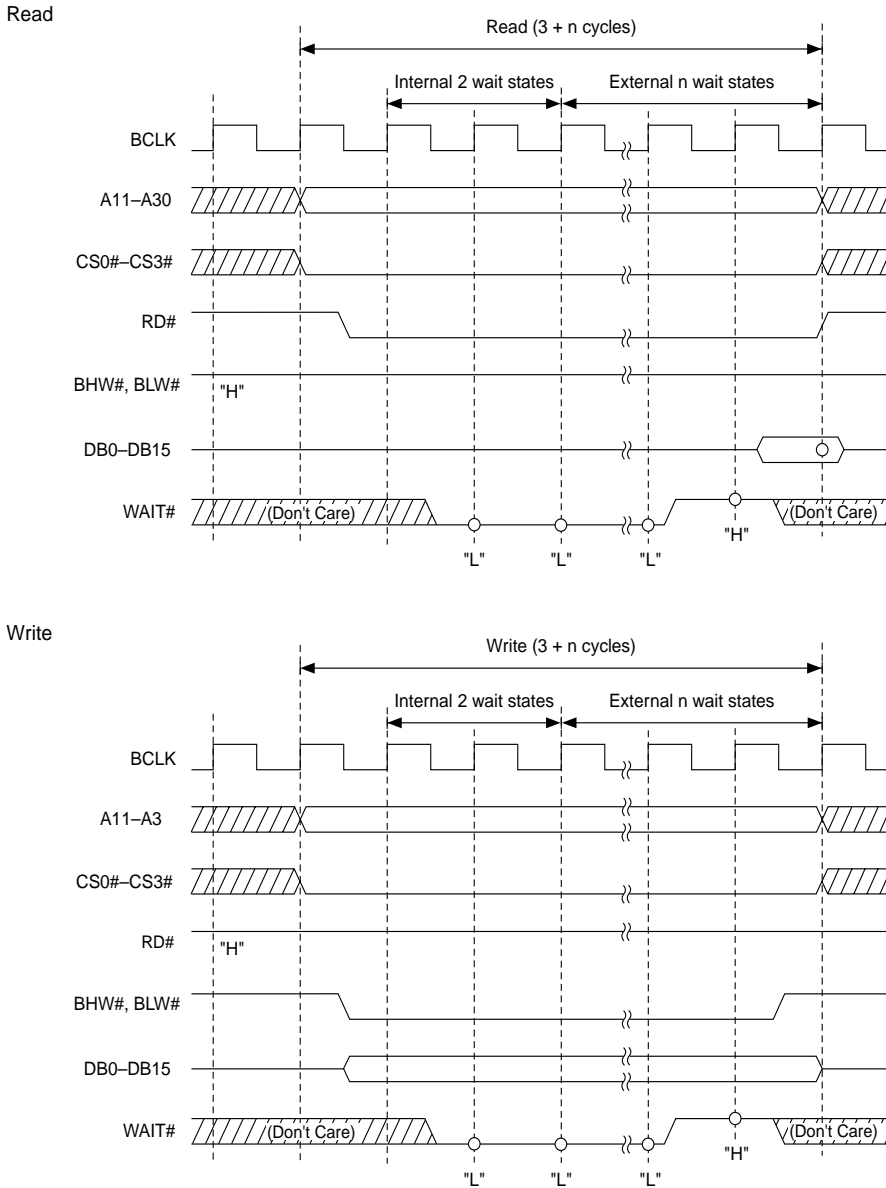 Read
Read (3 + n cycles)
Internal 2 wait states External n wait states
BCLK
A11–A30
CS0#–CS3#
RD#
BHW#, BLW# "H"
DB0–DB15
WAIT# (Don't Care) (Don't Care)
"L" "L" "L" "H"
Write
Write (3 + n cycles)
Internal 2 wait states External n wait states
BCLK
A11–A3
CS0#–CS3#
RD# "H"
BHW#, BLW#
DB0–DB15
WAIT# (Don't Care) (Don't Care)
"L" "L" "L" "H"